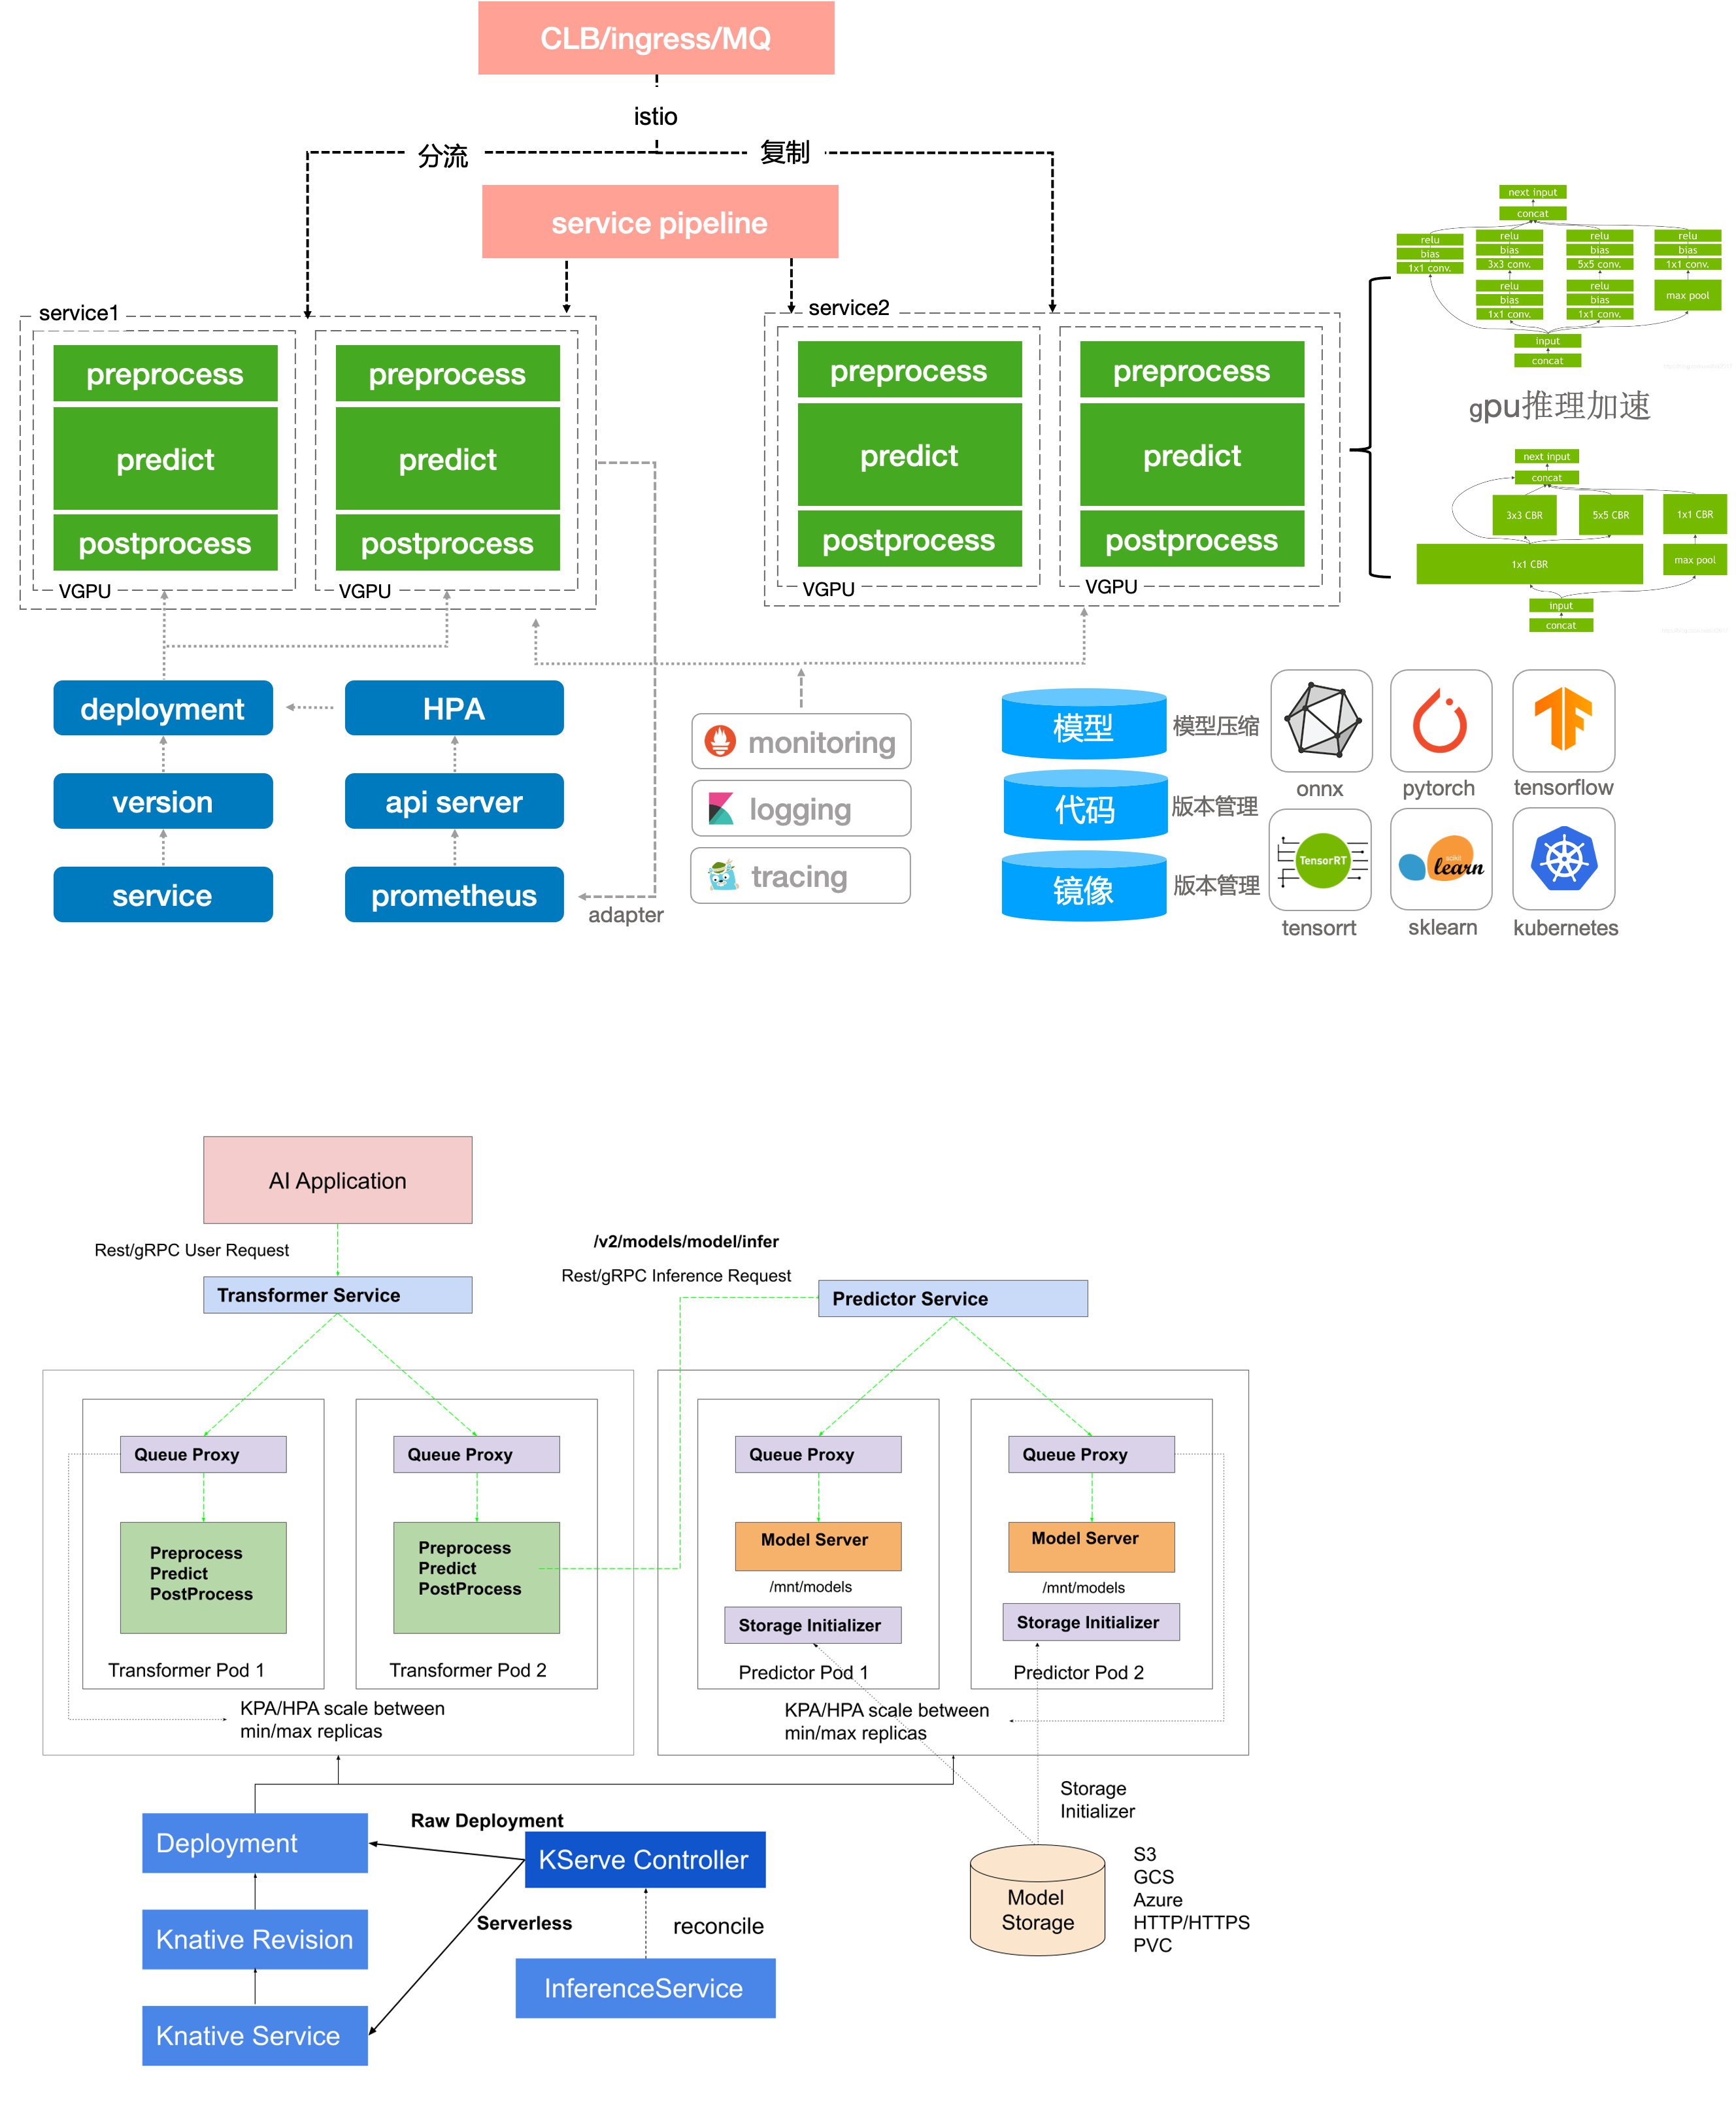 CLB/ingress/MQ
istio
分流
复制
service pipeline
service1
preprocess
predict
postprocess
VGPU
preprocess
predict
postprocess
VGPU
service2
preprocess
predict
postprocess
VGPU
preprocess
predict
postprocess
VGPU
next input
concat
relu
bias
1x1 conv.
relu
bias
3x3 conv.
relu
bias
5x5 conv.
relu
bias
1x1 conv.
relu
bias
1x1 conv.
relu
bias
1x1 conv.
max pool
input
concat
gpu推理加速
next input
concat
3x3 CBR
5x5 CBR
1x1 CBR
1x1 CBR
max pool
input
concat
deployment
HPA
version
api server
service
prometheus
adapter
monitoring
logging
tracing
模型
模型压缩
代码
版本管理
镜像
版本管理
onnx
pytorch
tensorflow
TensorRT
scikit
learn
tensorrt
sklearn
kubernetes
AI Application
Rest/gRPC User Request
Transformer Service
/v2/models/model/infer
Rest/gRPC Inference Request
Predictor Service
Queue Proxy
Preprocess
Predict
PostProcess
Transformer Pod 1
Queue Proxy
Preprocess
Predict
PostProcess
Transformer Pod 2
KPA/HPA scale between
min/max replicas
Queue Proxy
Model Server
/mnt/models
Storage Initializer
Predictor Pod 1
Queue Proxy
Model Server
/mnt/models
Storage Initializer
Predictor Pod 2
KPA/HPA scale between
min/max replicas
Storage
Initializer
Deployment
Raw Deployment
KServe Controller
Knative Revision
Serverless
reconcile
Knative Service
InferenceService
Model
Storage
S3
GCS
Azure
HTTP/HTTPS
PVC